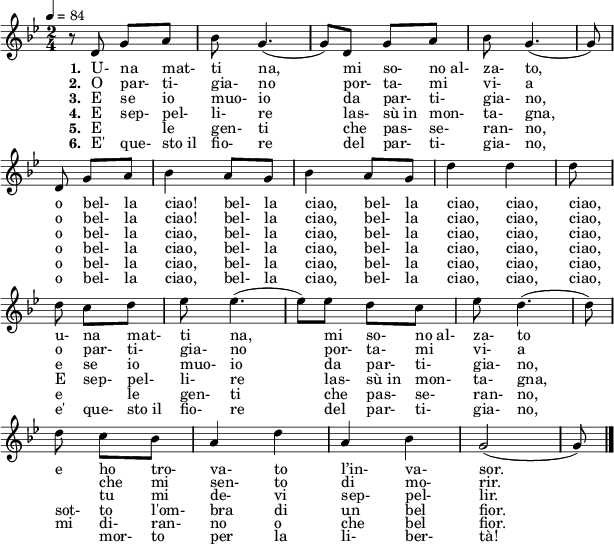 ♩ = 84
1. U- na mat- ti na, mi so- no al- za- to,
2. O par- ti- gia- no por- ta- mi vi- a
3. E se io muo- io da par- ti- gia- no,
4. E sep- pel- li- re las- sù in mon- ta- gna,
5. E le gen- ti che pas- se- ran- no,
6. E' que- sto il fio- re del par- ti- gia- no,
o bel- la ciao! bel- la ciao, bel- la ciao, ciao, ciao,
o bel- la ciao! bel- la ciao, bel- la ciao, ciao, ciao,
o bel- la ciao, bel- la ciao, bel- la ciao, ciao, ciao,
o bel- la ciao, bel- la ciao, bel- la ciao, ciao, ciao,
o bel- la ciao, bel- la ciao, bel- la ciao, ciao, ciao,
o bel- la ciao, bel- la ciao, bel- la ciao, ciao, ciao,
u- na mat- ti na, mi so- no al- za- to
o par- ti- gia- no por- ta- mi vi- a
e se io muo- io da par- ti- gia- no,
E sep- pel- li- re las- sù in mon- ta- gna,
e le gen- ti che pas- se- ran- no,
e' que- sto il fio- re del par- ti- gia- no,
e ho tro- va- to l'in- va- sor.
che mi sen- to di mo- rir.
tu mi de- vi sep- pel- lir.
sot- to l'om- bra di un bel fior.
mi di- ran- no o che bel fior.
mor- to per la li- ber- tà!